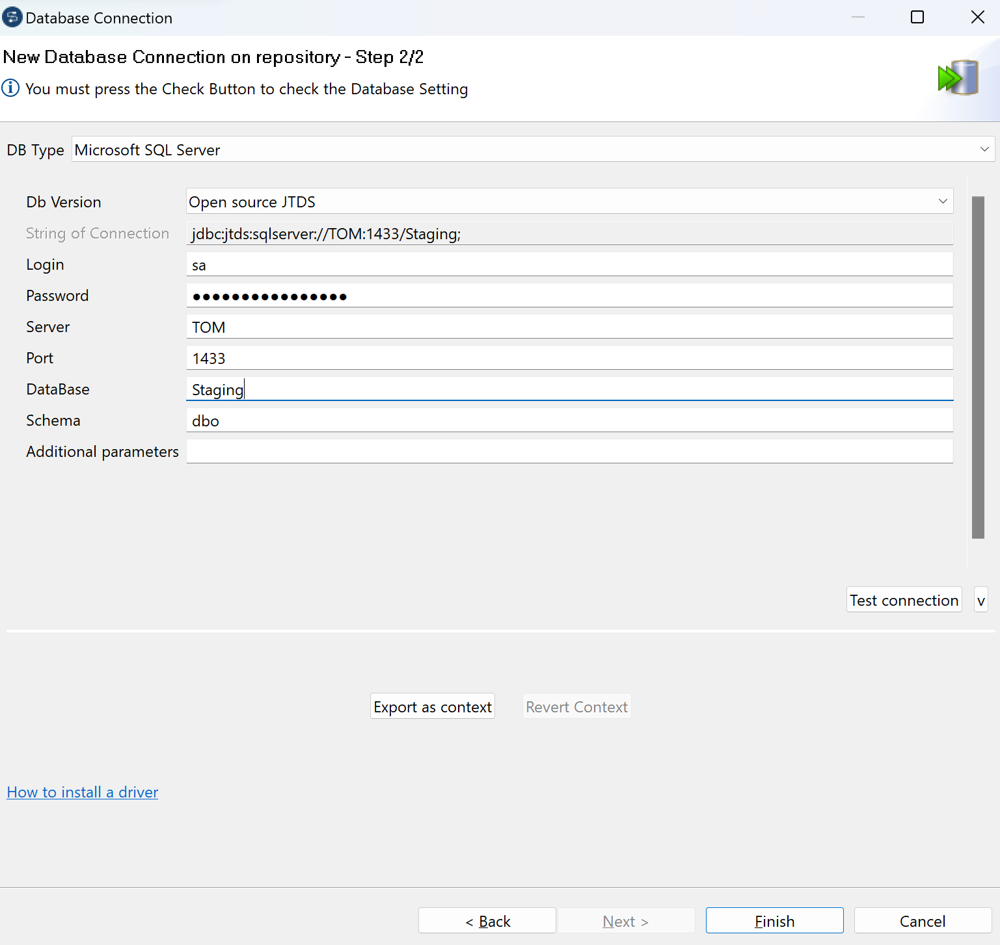 Database Connection
New Database Connection on repository - Step 2/2
You must press the Check Button to check the Database Setting
DB Type Microsoft SQL Server
Db Version Open source JTDS
String of Connection jdbc:jtds:sqlserver://TOM:1433/Staging;
Login sa
Password ●●●●●●●●●●●●●●●●
Server TOM
Port 1433
DataBase Staging
Schema dbo
Additional parameters
Test connection v
Export as context Revert Context
How to install a driver
< Back Next > Finish Cancel